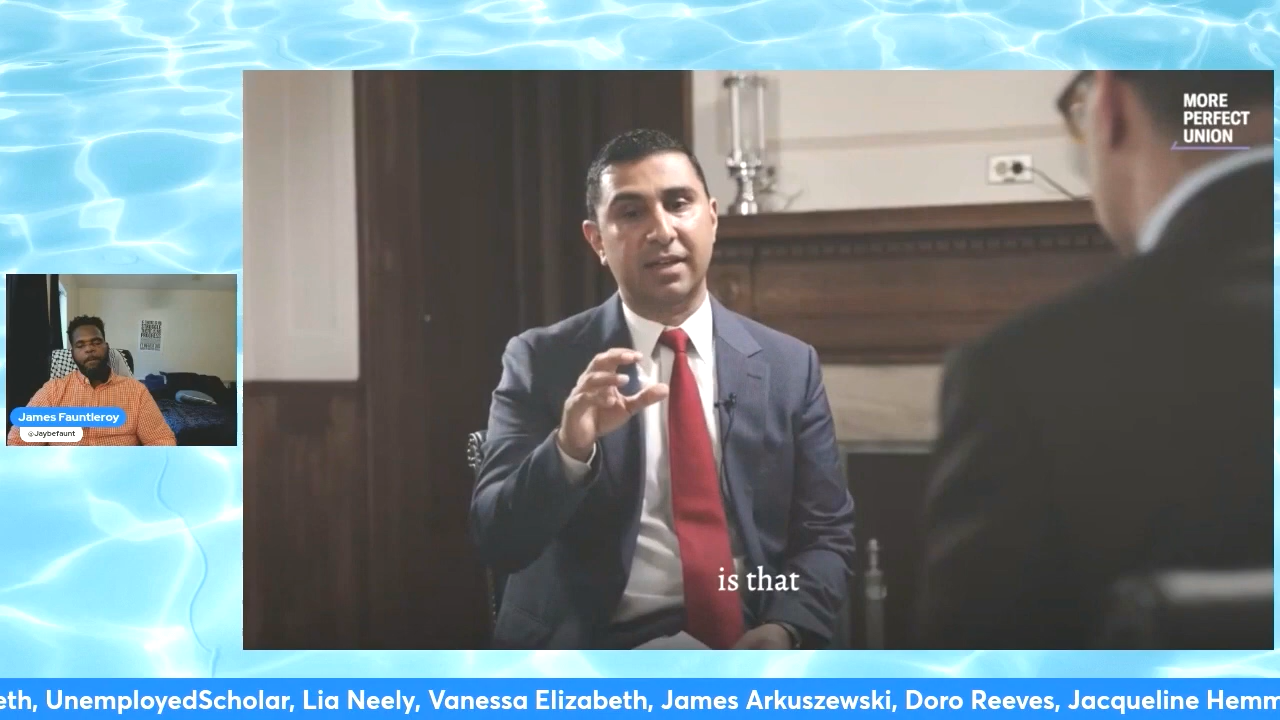 MORE
PERFECT
UNION
James Fauntleroy
@Jaybefaunt
is that
eth, UnemployedScholar, Lia Neely, Vanessa Elizabeth, James Arkuszewski, Doro Reeves, Jacqueline Hemm